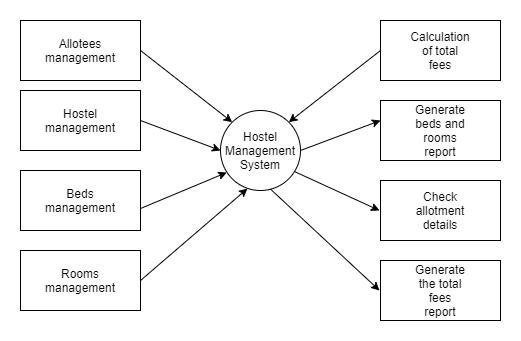 Allotees
management
Hostel
management
Beds
management
Rooms
management
Hostel
Management
System
Calculation
of total
fees
Generate
beds and
rooms
report
Check
allotment
details
Generate
the total
fees
report